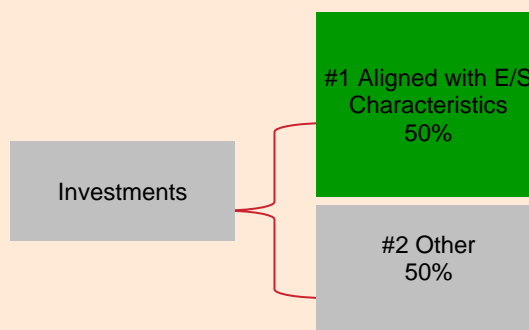 #1 Aligned with E/S
Characteristics
50%
Investments
#2 Other
50%